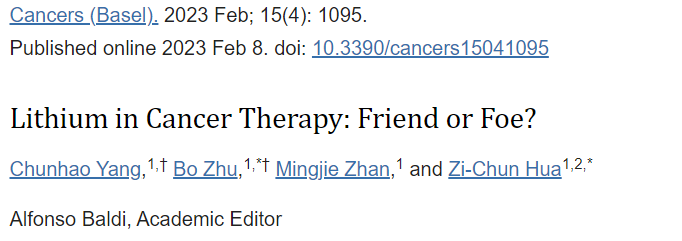 Cancers (Basel). 2023 Feb; 15(4): 1095.
Published online 2023 Feb 8. doi: 10.3390/cancers15041095
Lithium in Cancer Therapy: Friend or Foe?
Chunhao Yang,1,† Bo Zhu,1,*† Mingjie Zhan,1 and Zi-Chun Hua1,2,*
Alfonso Baldi, Academic Editor